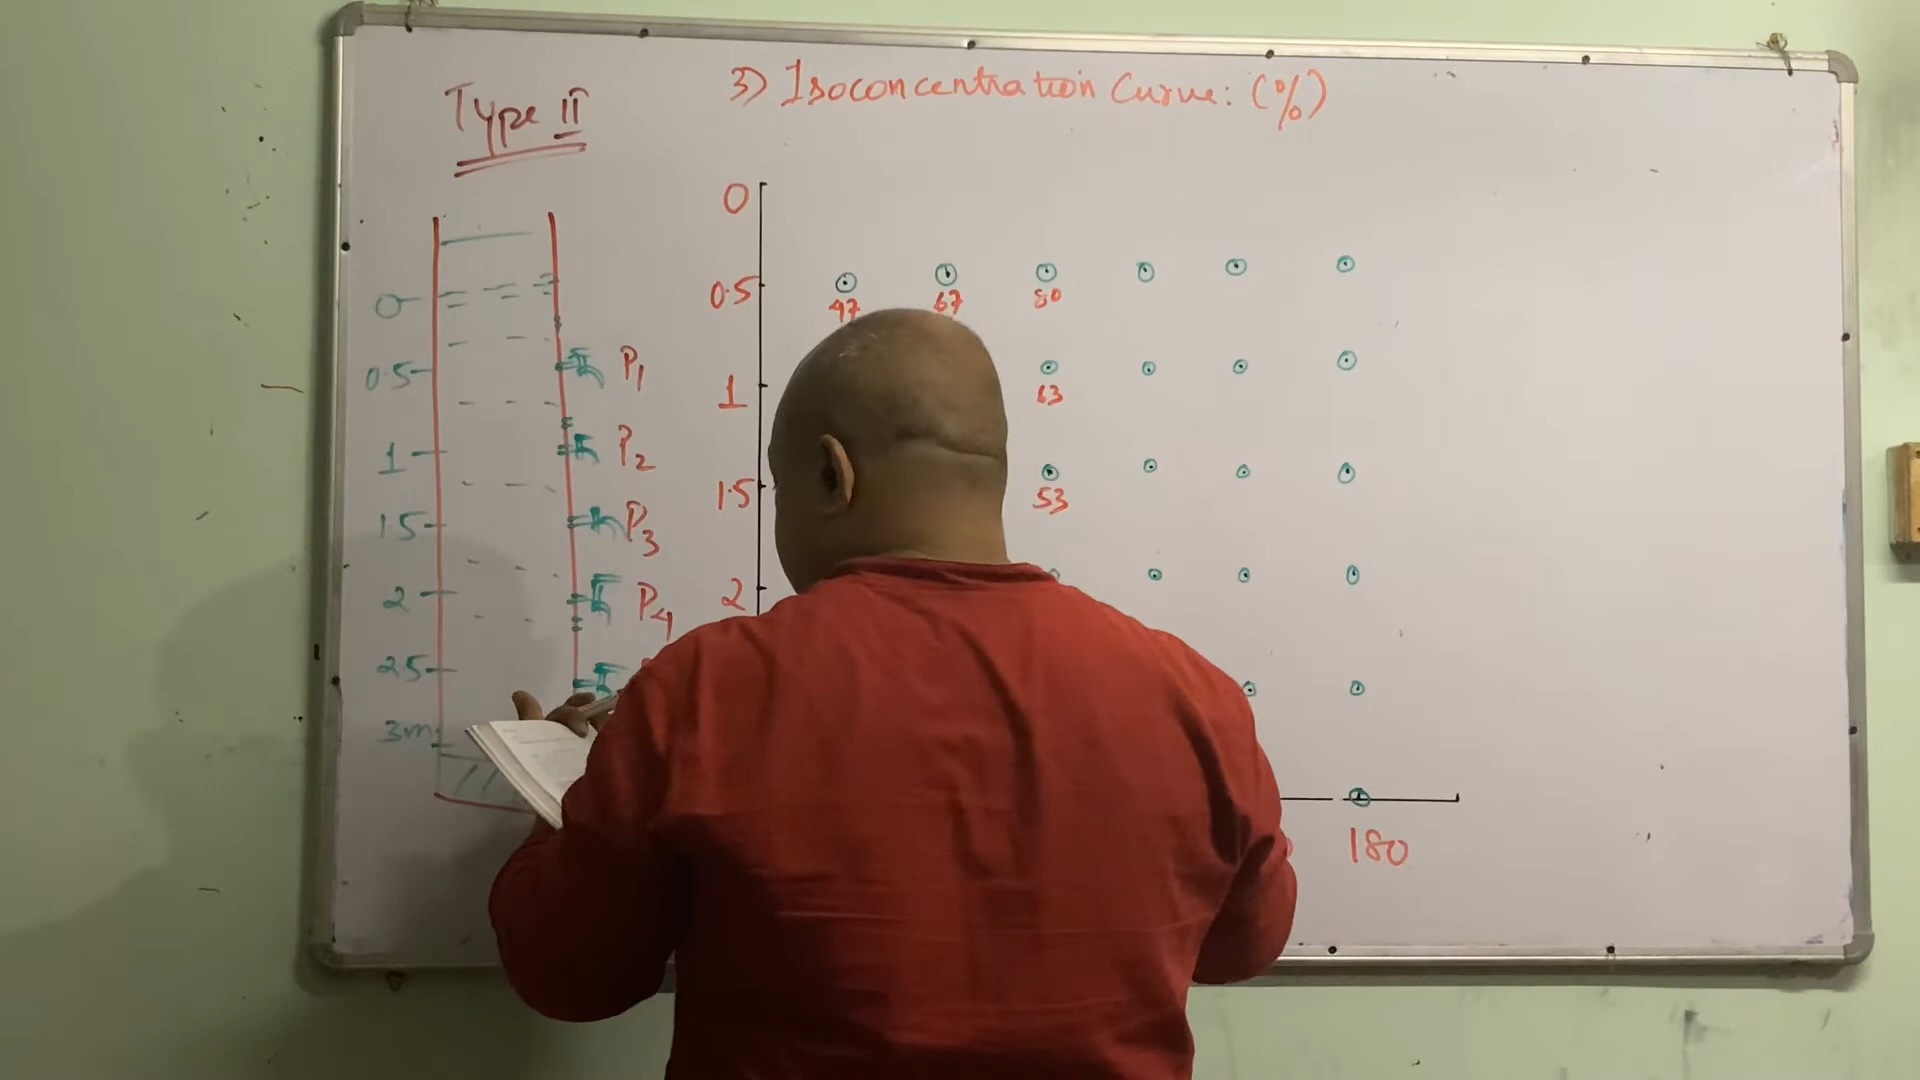 Type II
3) Isoconcentration Curve: (%)
0
0.5
1
1.5
2
2.5
3m
P1
P2
P3
P4
0
0.5
47 67 80
1
63
1.5
53
2
180